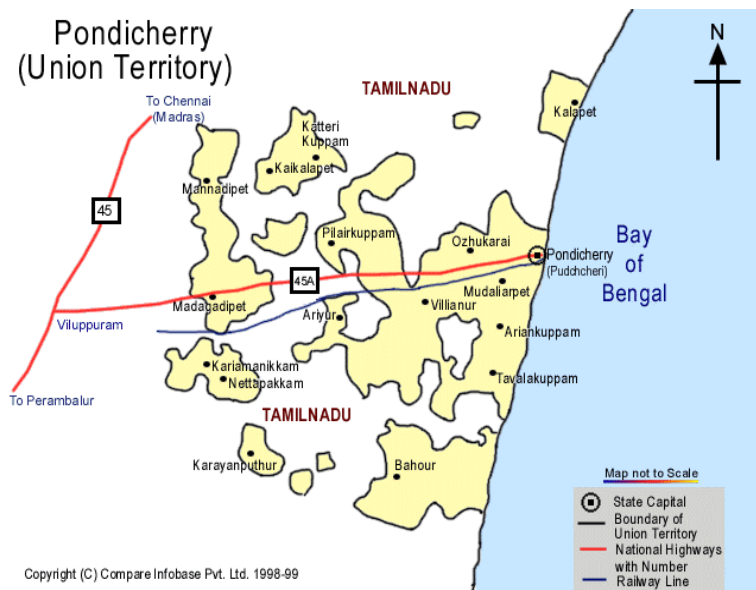 Pondicherry
(Union Territory)
N
TAMILNADU
To Chennai
(Madras)
Kalapet
Katteri
Kuppam
Kaikalapet
Mannadipet
45
Pilairkuppam
Ozhukarai
Bay
of
Bengal
Pondicherry
(Pudhcheri)
45A
Mudaliarpet
Madagadipet
Villianur
Ariyur
Viluppuram
Ariankuppam
Kariamanikkam
Nettapakkam
Tavalakuppam
To Perambalur
TAMILNADU
Karayanputhur
Bahour
Map not to Scale
State Capital
Boundary of
Union Territory
National Highways
with Number
Railway Line
Copyright (C) Compare Infobase Pvt. Ltd. 1998-99